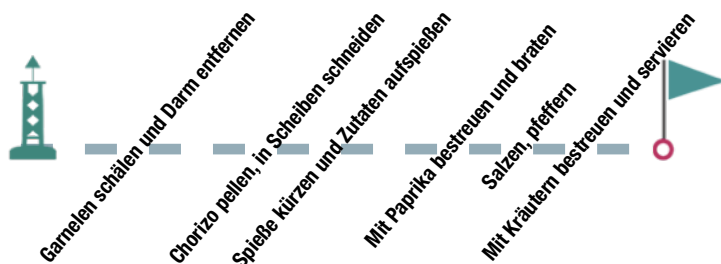 Garnelen schälen und Darm entfernen
Chorizo pellen, in Scheiben schneiden
Spieße kürzen und Zutaten aufspießen
Mit Paprika bestreuen und braten
Salzen, pfeffern
Mit Kräutern bestreuen und servieren